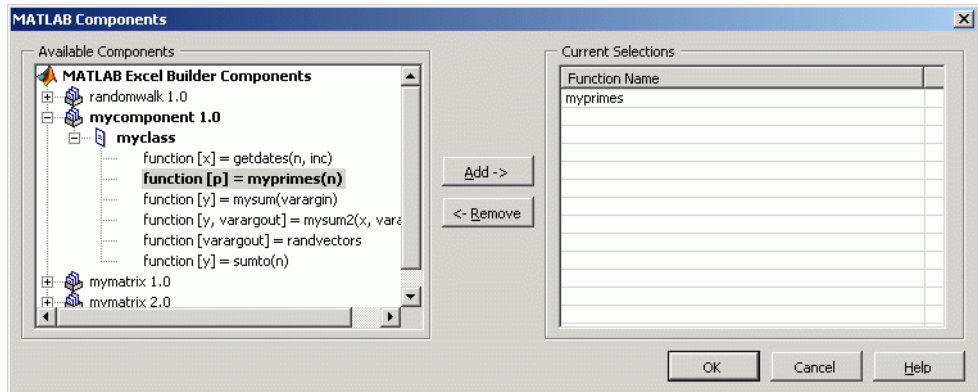 MATLAB Components
Available Components
MATLAB Excel Builder Components
randomwalk 1.0
mycomponent 1.0
myclass
function [x] = getdates(n, inc)
function [p] = myprimes(n)
function [y] = mysum(varargin)
function [y, varargout] = mysum2(x, vara
function [varargout] = randvectors
function [y] = sumto(n)
mymatrix 1.0
mymatrix 2.0
Add ->
<- Remove
Current Selections
Function Name
myprimes
OK
Cancel
Help